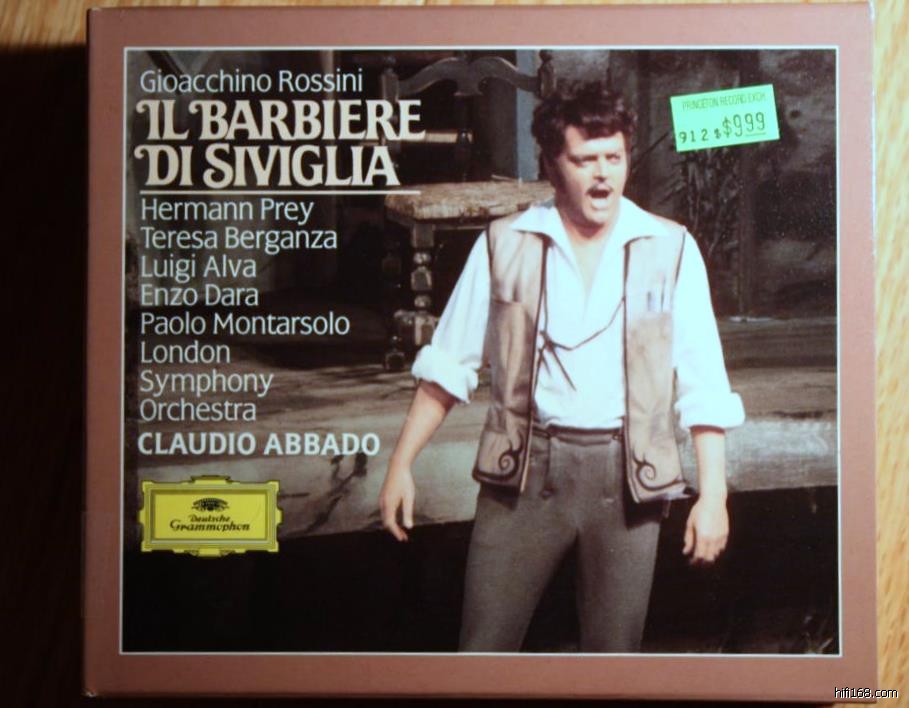 Gioacchino Rossini
IL BARBIERE
DI SIVIGLIA
Hermann Prey
Teresa Berganza
Luigi Alva
Enzo Dara
Paolo Montarsolo
London
Symphony
Orchestra
CLAUDIO ABBADO
Deutsche
Grammophon
PRINCETON RECORD EXCH.
912 $9.99
hifi168.com